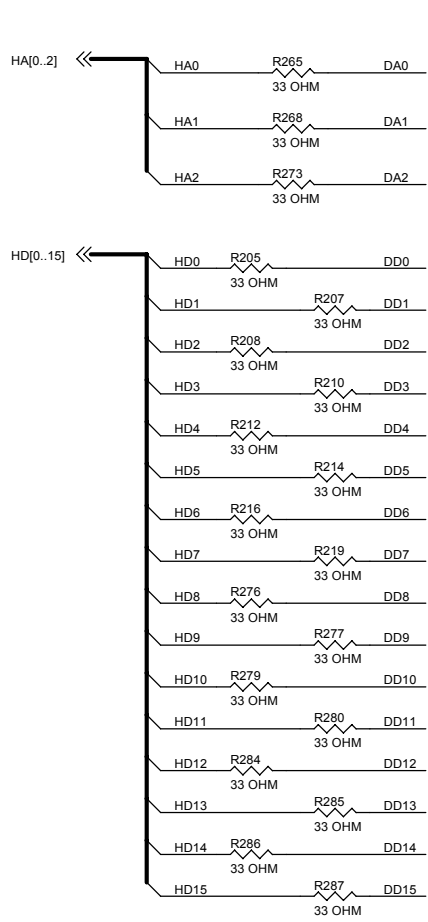 HA[0..2]
HA0 R265 DA0
33 OHM
HA1 R268 DA1
33 OHM
HA2 R273 DA2
33 OHM
HD[0..15]
HD0 R205 DD0
33 OHM
HD1 R207 DD1
33 OHM
HD2 R208 DD2
33 OHM
HD3 R210 DD3
33 OHM
HD4 R212 DD4
33 OHM
HD5 R214 DD5
33 OHM
HD6 R216 DD6
33 OHM
HD7 R219 DD7
33 OHM
HD8 R276 DD8
33 OHM
HD9 R277 DD9
33 OHM
HD10 R279 DD10
33 OHM
HD11 R280 DD11
33 OHM
HD12 R284 DD12
33 OHM
HD13 R285 DD13
33 OHM
HD14 R286 DD14
33 OHM
HD15 R287 DD15
33 OHM